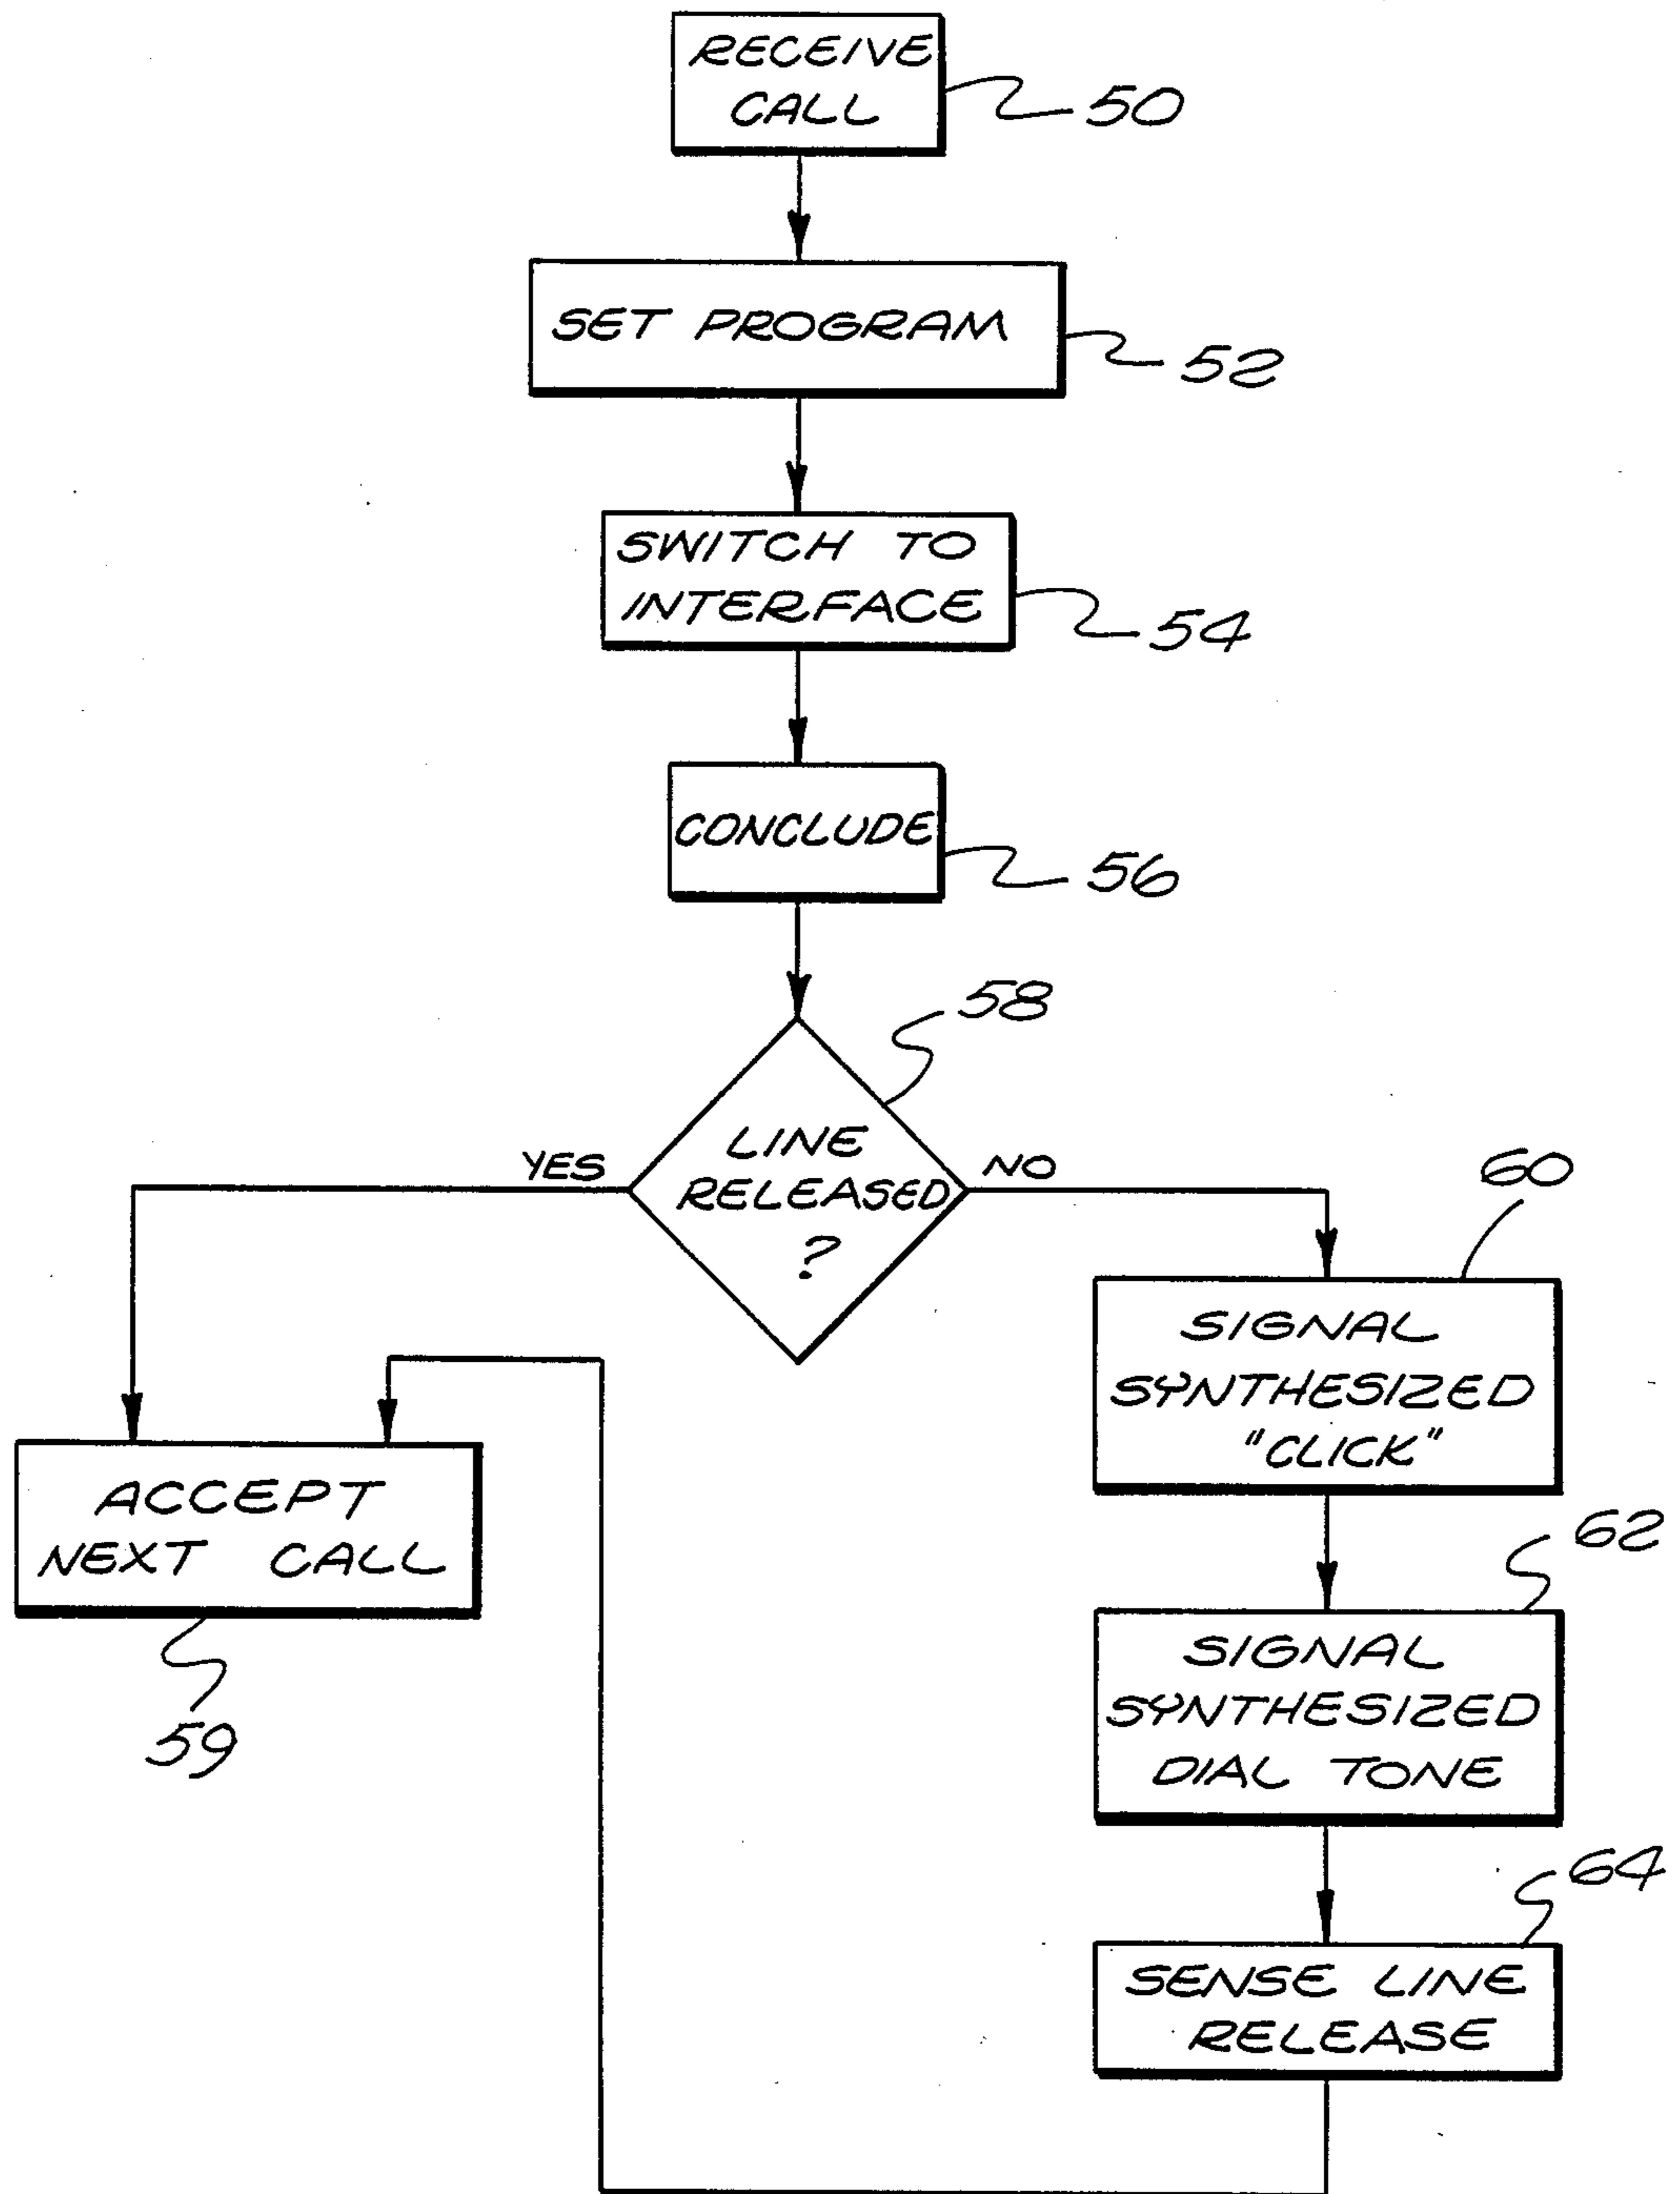 RECEIVE
CALL
50
SET PROGRAM
52
SWITCH TO
INTERFACE
54
CONCLUDE
56
58
LINE
RELEASED
?
YES
NO
60
SIGNAL
SYNTHESIZED
"CLICK"
ACCEPT
NEXT CALL
59
62
SIGNAL
SYNTHESIZED
DIAL TONE
64
SENSE LINE
RELEASE